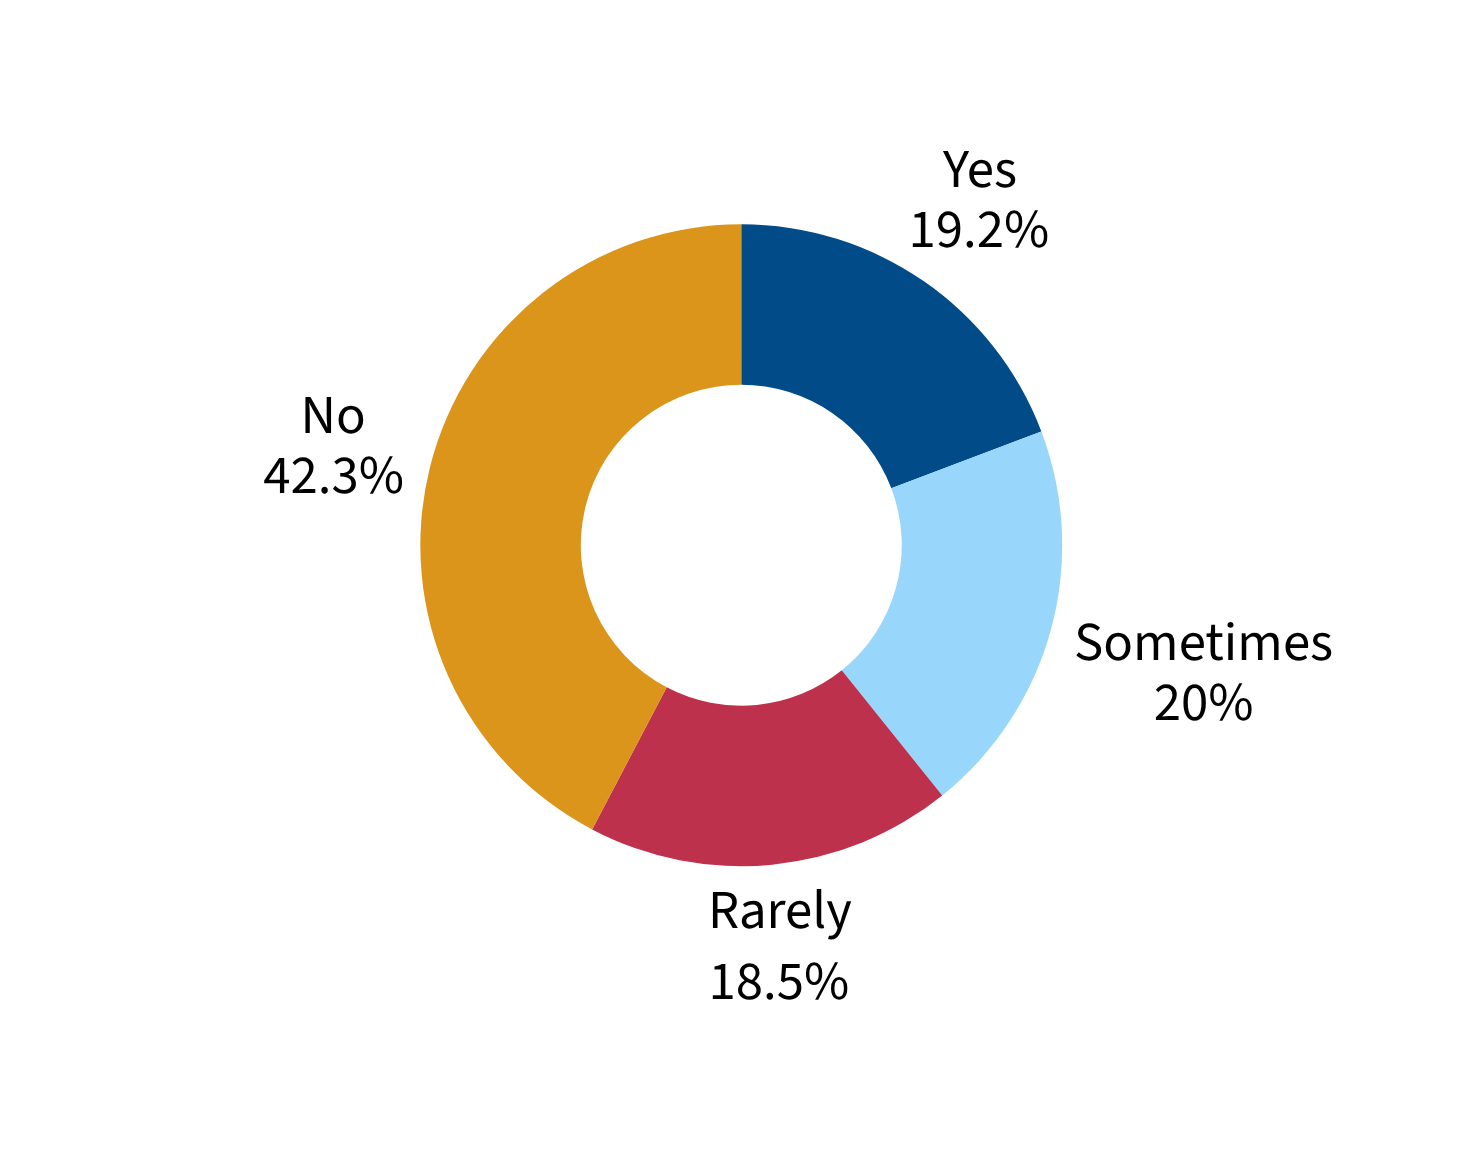 Yes
19.2%
No
42.3%
Sometimes
20%
Rarely
18.5%